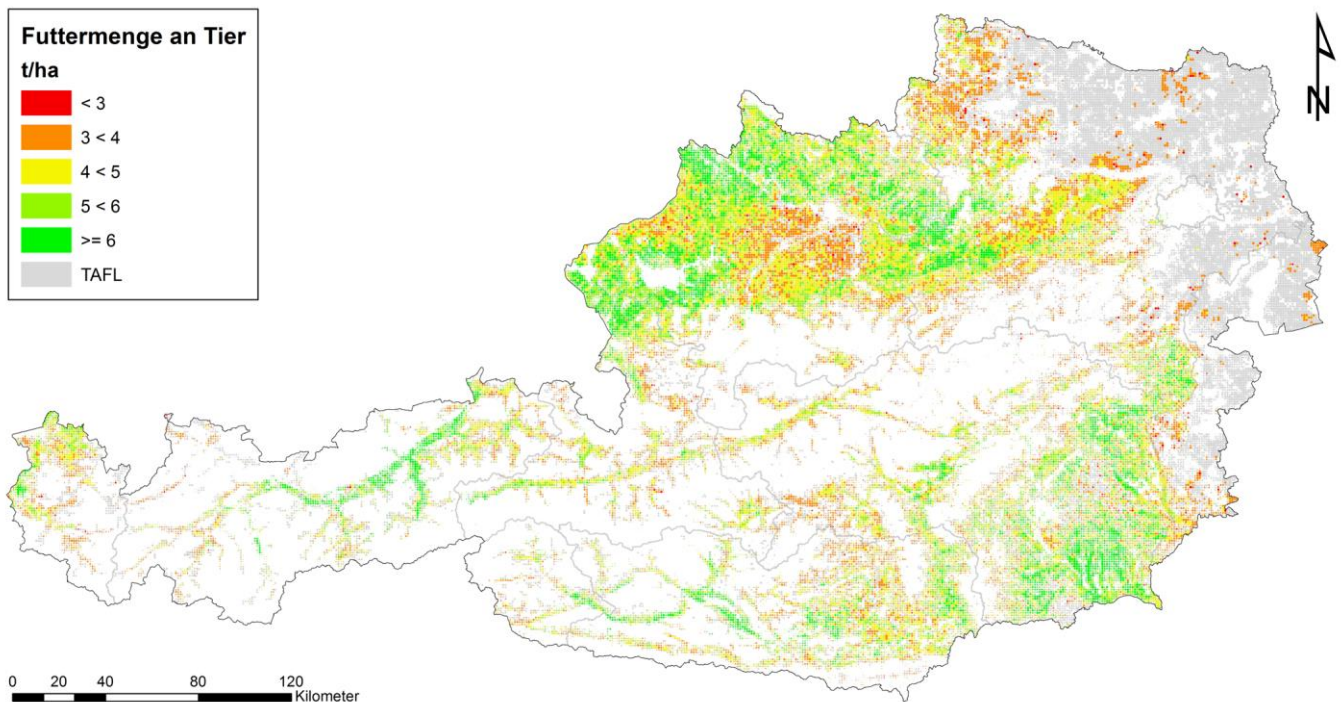 Futtermenge an Tier
t/ha
< 3
3 < 4
4 < 5
5 < 6
>= 6
TAFL
N
0 20 40 80 120
Kilometer